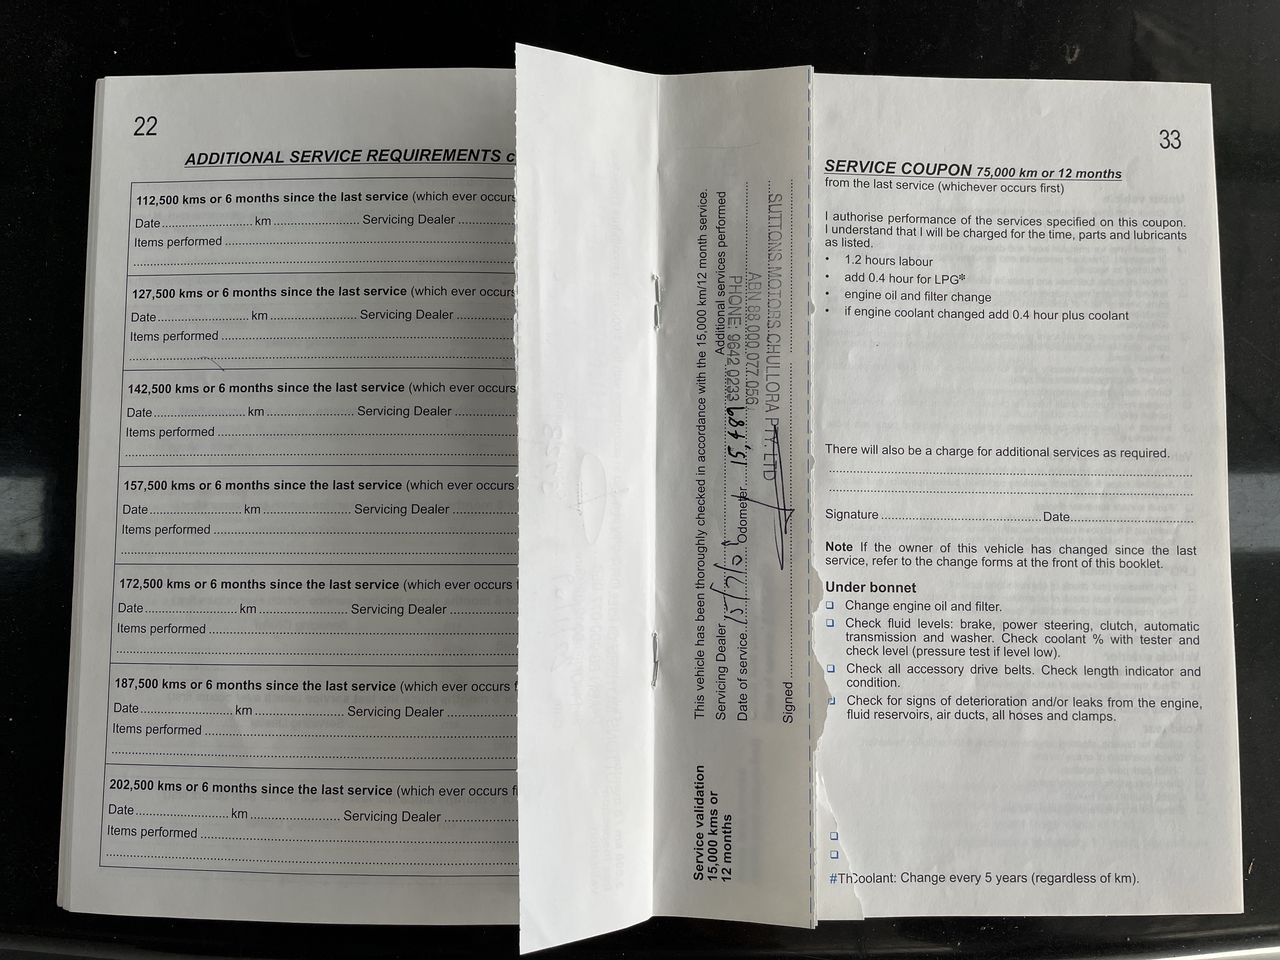 22
ADDITIONAL SERVICE REQUIREMENTS
112,500 kms or 6 months since the last service (which ever occurs
Date.......................... km ......................... Servicing Dealer ..................
Items performed ....................................................................................
127,500 kms or 6 months since the last service (which ever occurs
Date.......................... km ......................... Servicing Dealer ..................
Items performed ....................................................................................
142,500 kms or 6 months since the last service (which ever occurs
Date.......................... km ......................... Servicing Dealer ..................
Items performed ....................................................................................
157,500 kms or 6 months since the last service (which ever occurs
Date.......................... km ......................... Servicing Dealer ..................
Items performed ....................................................................................
172,500 kms or 6 months since the last service (which ever occurs
Date.......................... km ......................... Servicing Dealer ..................
Items performed ....................................................................................
187,500 kms or 6 months since the last service (which ever occurs f
Date.......................... km ......................... Servicing Dealer ..................
Items performed ....................................................................................
202,500 kms or 6 months since the last service (which ever occurs f
Date.......................... km ......................... Servicing Dealer ..................
Items performed ....................................................................................
Service validation
15,000 kms or
12 months
This vehicle has been thoroughly checked in accordance with the 15,000 km/12 month service.
Servicing Dealer .......................... Additional services performed
Date of service.......................... Odometer 15,489
Signed ..........................
PHONE: 9642 0233
ABN 88 000 077 056
SUTTONS MOTORS CHULLORA PTY. LTD
33
SERVICE COUPON 75,000 km or 12 months
from the last service (whichever occurs first)
I authorise performance of the services specified on this coupon.
I understand that I will be charged for the time, parts and lubricants
as listed.
• 1.2 hours labour
• add 0.4 hour for LPG*
• engine oil and filter change
• if engine coolant changed add 0.4 hour plus coolant
There will also be a charge for additional services as required.
Signature .................................................. Date......................................
Note If the owner of this vehicle has changed since the last
service, refer to the change forms at the front of this booklet.
Under bonnet
❑ Change engine oil and filter.
❑ Check fluid levels: brake, power steering, clutch, automatic
transmission and washer. Check coolant % with tester and
check level (pressure test if level low).
❑ Check all accessory drive belts. Check length indicator and
condition.
❑ Check for signs of deterioration and/or leaks from the engine,
fluid reservoirs, air ducts, all hoses and clamps.
❑
❑
#Th
Coolant: Change every 5 years (regardless of km).